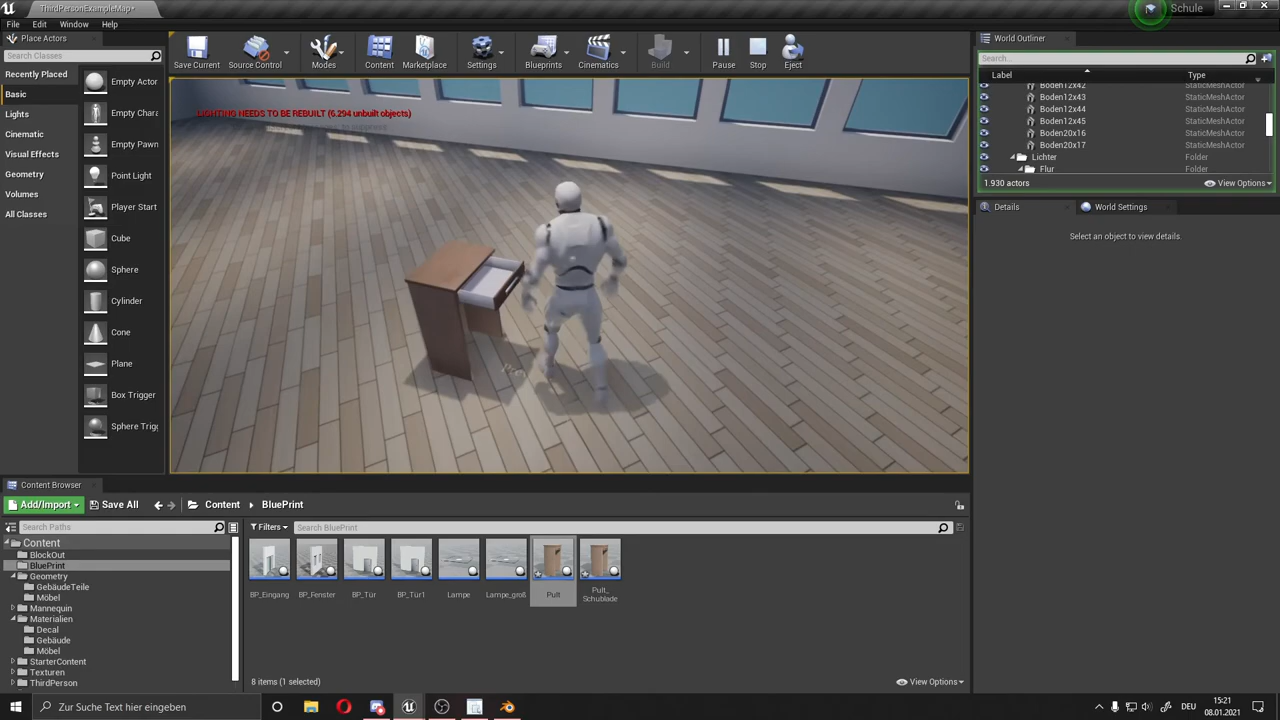 ThirdPersonExampleMap*
Schule
File Edit Window Help
Place Actors
Search Classes
Recently Placed
Basic
Lights
Cinematic
Visual Effects
Geometry
Volumes
All Classes
Empty Actor
Empty Chara
Empty Pawn
Point Light
Player Start
Cube
Sphere
Cylinder
Cone
Plane
Box Trigger
Sphere Trigg
Save Current Source Control Modes Content Marketplace Settings Blueprints Cinematics Build Pause Stop Eject
LIGHTING NEEDS TO BE REBUILT (6.294 unbuilt objects)
World Outliner
Search...
Label Type
Boden12x42 StaticMeshActor
Boden12x43 StaticMeshActor
Boden12x44 StaticMeshActor
Boden12x45 StaticMeshActor
Boden20x16 StaticMeshActor
Boden20x17 StaticMeshActor
Lichter Folder
Flur Folder
1.930 actors View Options
Details World Settings
Select an object to view details.
Content Browser
Add/Import Save All Content BluePrint
Search Paths
Filters Search BluePrint
Content
BlockOut
BluePrint
Geometry
GebäudeTeile
Möbel
Mannequin
Materialien
Decal
Gebäude
Möbel
StarterContent
Texturen
ThirdPerson
BP_Eingang BP_Fenster BP_Tür BP_Tür1 Lampe Lampe_groß Pult Pult_
Schublade
8 items (1 selected) View Options
Zur Suche Text hier eingeben
DEU
15:21
08.01.2021